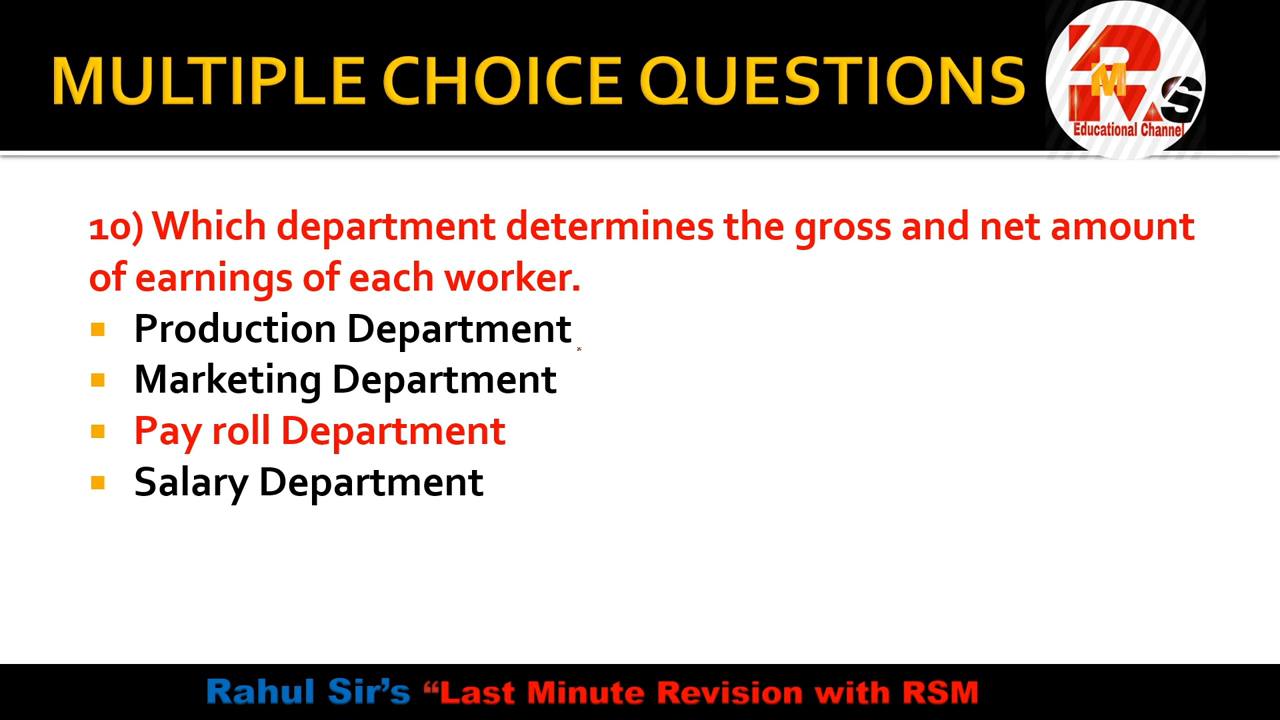 MULTIPLE CHOICE QUESTIONS
RMS
Educational Channel
10) Which department determines the gross and net amount
of earnings of each worker.
Production Department
Marketing Department
Pay roll Department
Salary Department
Rahul Sir's “Last Minute Revision with RSM